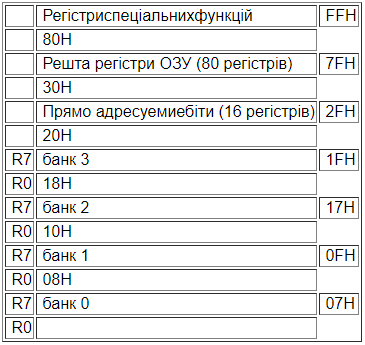 Регістриспеціальнихфункцій FFH
80H
Решта регістри ОЗУ (80 регістрів) 7FH
30H
Прямо адресуемиебіти (16 регістрів) 2FH
20H
R7 банк 3 1FH
R0 18H
R7 банк 2 17H
R0 10H
R7 банк 1 0FH
R0 08H
R7 банк 0 07H
R0